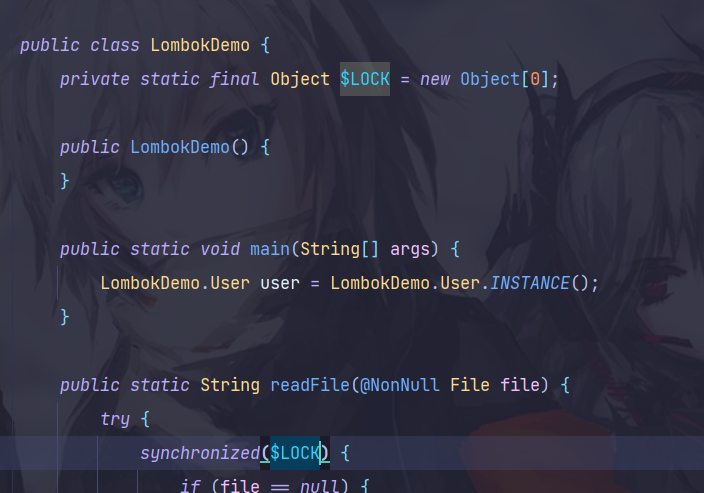 public class LombokDemo {
private static final Object $LOCK = new Object[0];
public LombokDemo() {
}
public static void main(String[] args) {
LombokDemo.User user = LombokDemo.User.INSTANCE();
}
public static String readFile(@NonNull File file) {
try {
synchronized($LOCK) {
if (file == null) {